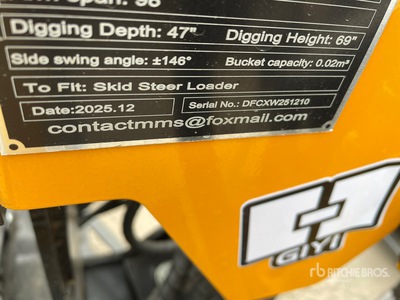 Digging Depth: 47"
Digging Height: 69"
Side swing angle: ±146°
Bucket capacity: 0.02m³
To Fit: Skid Steer Loader
Date:2025.12
Serial No.: DFCXW251210
contactmms@foxmail.com
GIYI
rb RITCHIE BROS.